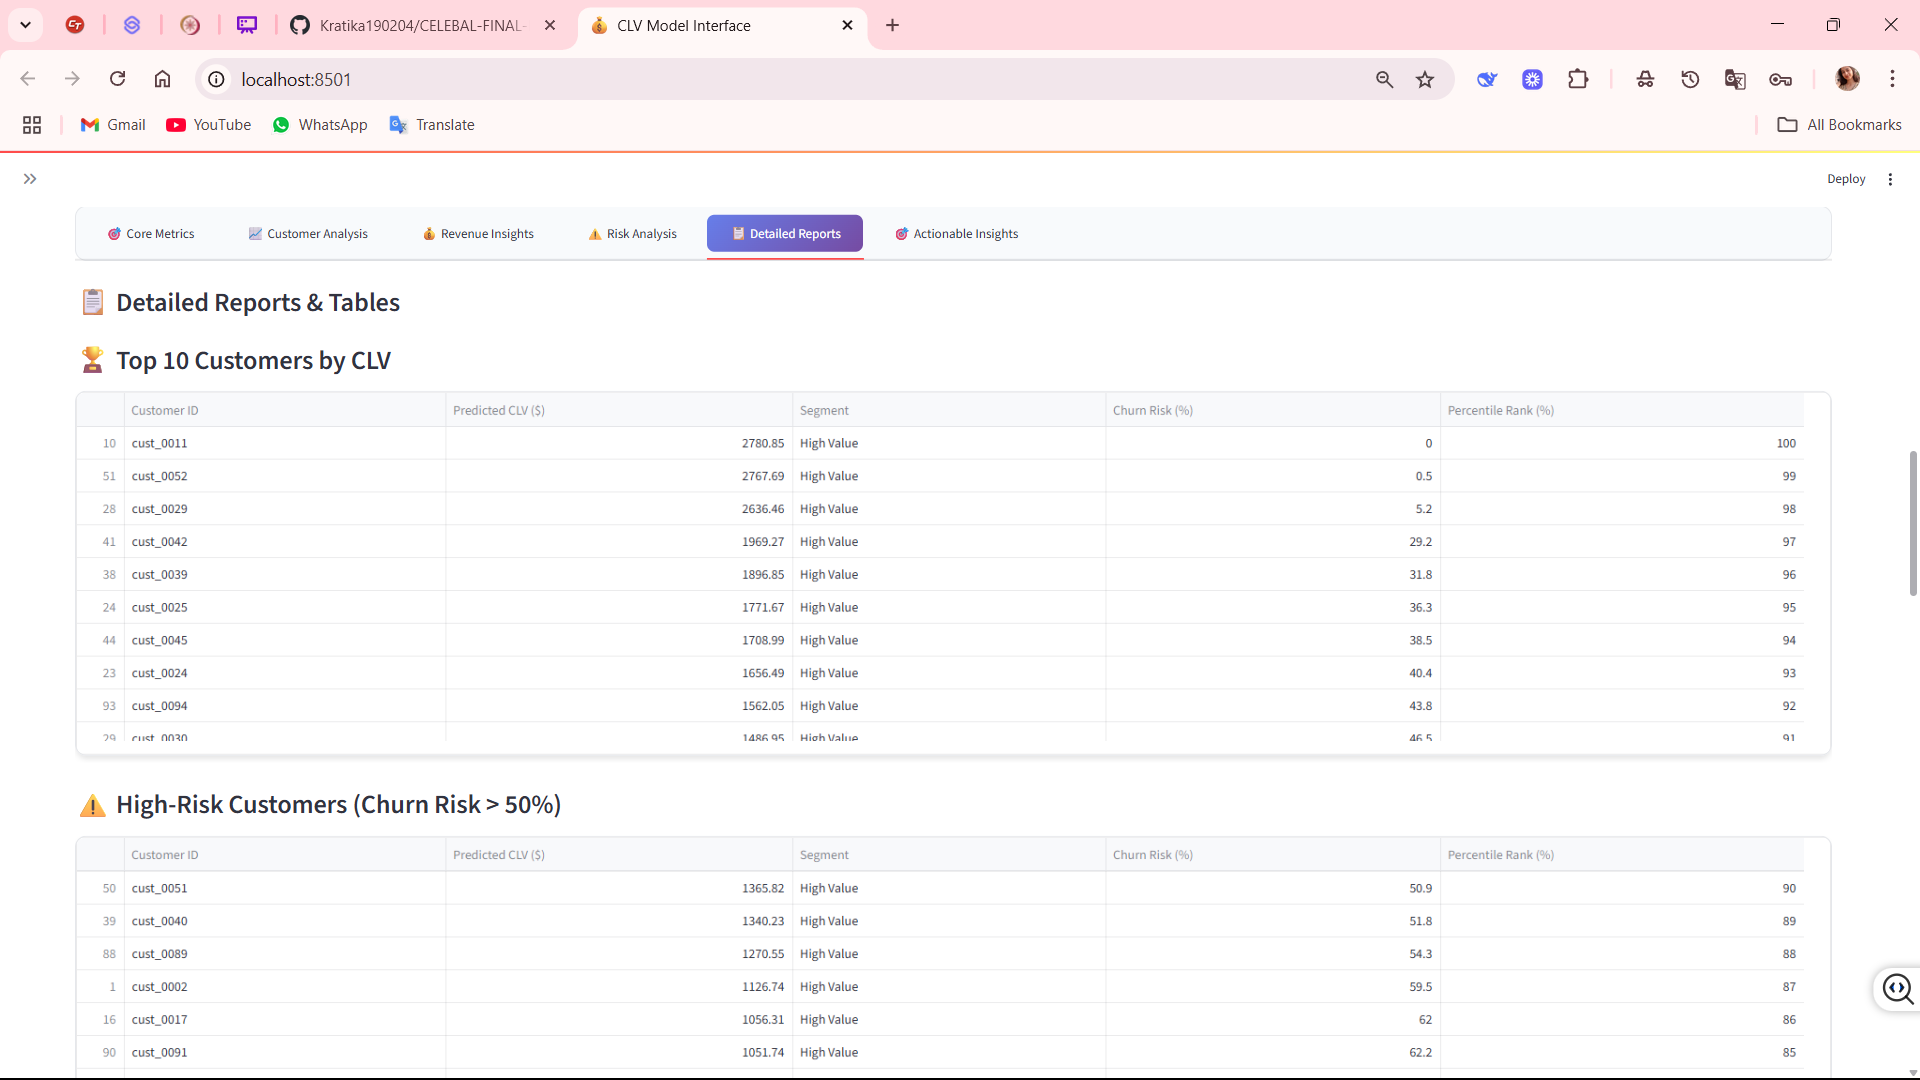 Kratika190204/CELEBAL-FINAL-
CLV Model Interface
localhost:8501
Gmail
YouTube
WhatsApp
Translate
All Bookmarks
Deploy
Core Metrics
Customer Analysis
Revenue Insights
Risk Analysis
Detailed Reports
Actionable Insights
Detailed Reports & Tables
Top 10 Customers by CLV
Customer ID Predicted CLV ($) Segment Churn Risk (%) Percentile Rank (%)
10 cust_0011 2780.85 High Value 0 100
51 cust_0052 2767.69 High Value 0.5 99
28 cust_0029 2636.46 High Value 5.2 98
41 cust_0042 1969.27 High Value 29.2 97
38 cust_0039 1896.85 High Value 31.8 96
24 cust_0025 1771.67 High Value 36.3 95
44 cust_0045 1708.99 High Value 38.5 94
23 cust_0024 1656.49 High Value 40.4 93
93 cust_0094 1562.05 High Value 43.8 92
29 cust_0030 1486.95 High Value 46.5 91
High-Risk Customers (Churn Risk > 50%)
Customer ID Predicted CLV ($) Segment Churn Risk (%) Percentile Rank (%)
50 cust_0051 1365.82 High Value 50.9 90
39 cust_0040 1340.23 High Value 51.8 89
88 cust_0089 1270.55 High Value 54.3 88
1 cust_0002 1126.74 High Value 59.5 87
16 cust_0017 1056.31 High Value 62 86
90 cust_0091 1051.74 High Value 62.2 85